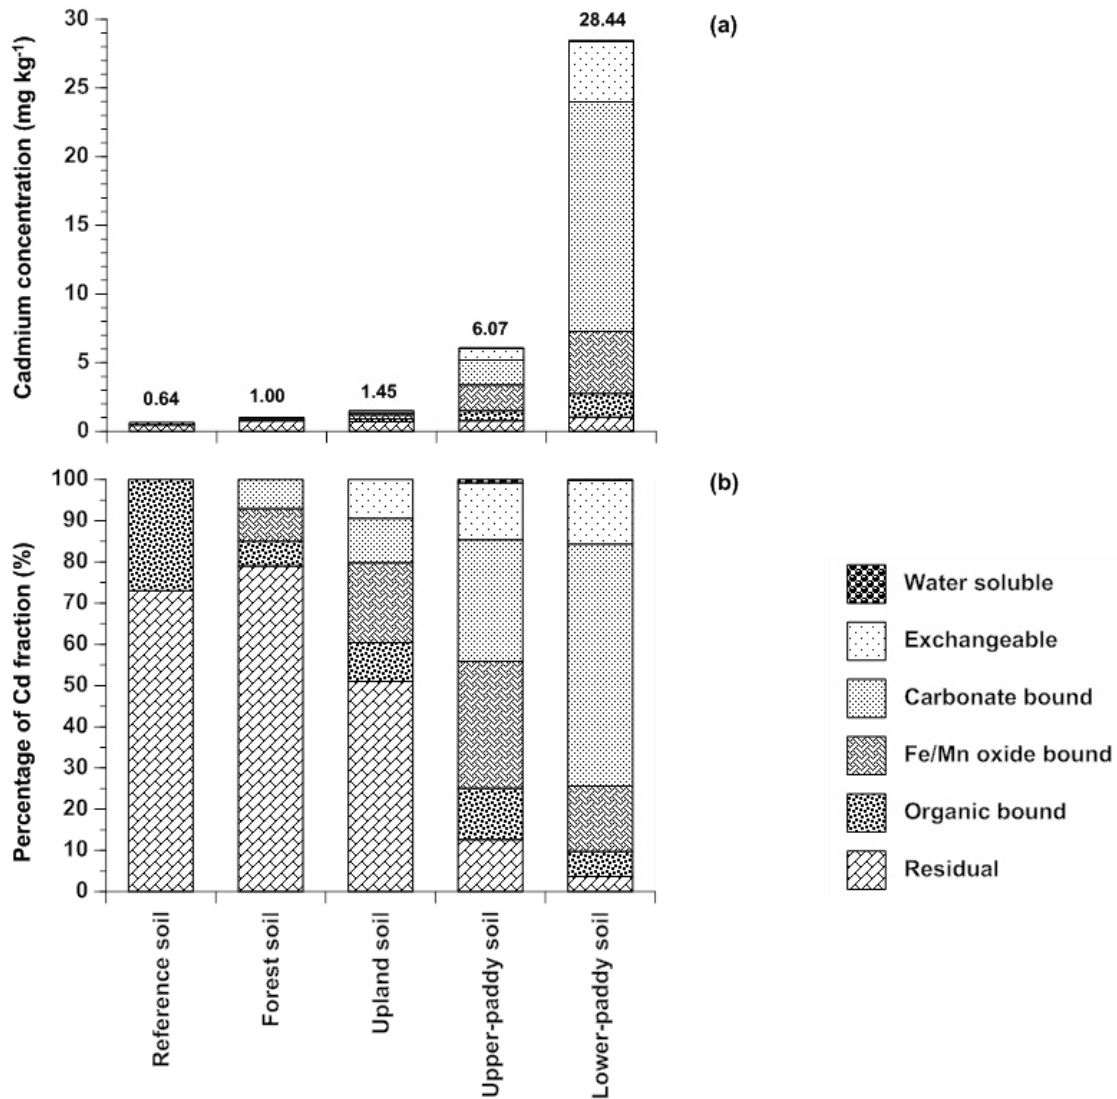 (a)
Cadmium concentration (mg kg⁻¹)
30
25
20
15
10
5
0
0.64
1.00
1.45
6.07
28.44
(b)
Percentage of Cd fraction (%)
100
90
80
70
60
50
40
30
20
10
0
Reference soil
Forest soil
Upland soil
Upper-paddy soil
Lower-paddy soil
Water soluble
Exchangeable
Carbonate bound
Fe/Mn oxide bound
Organic bound
Residual